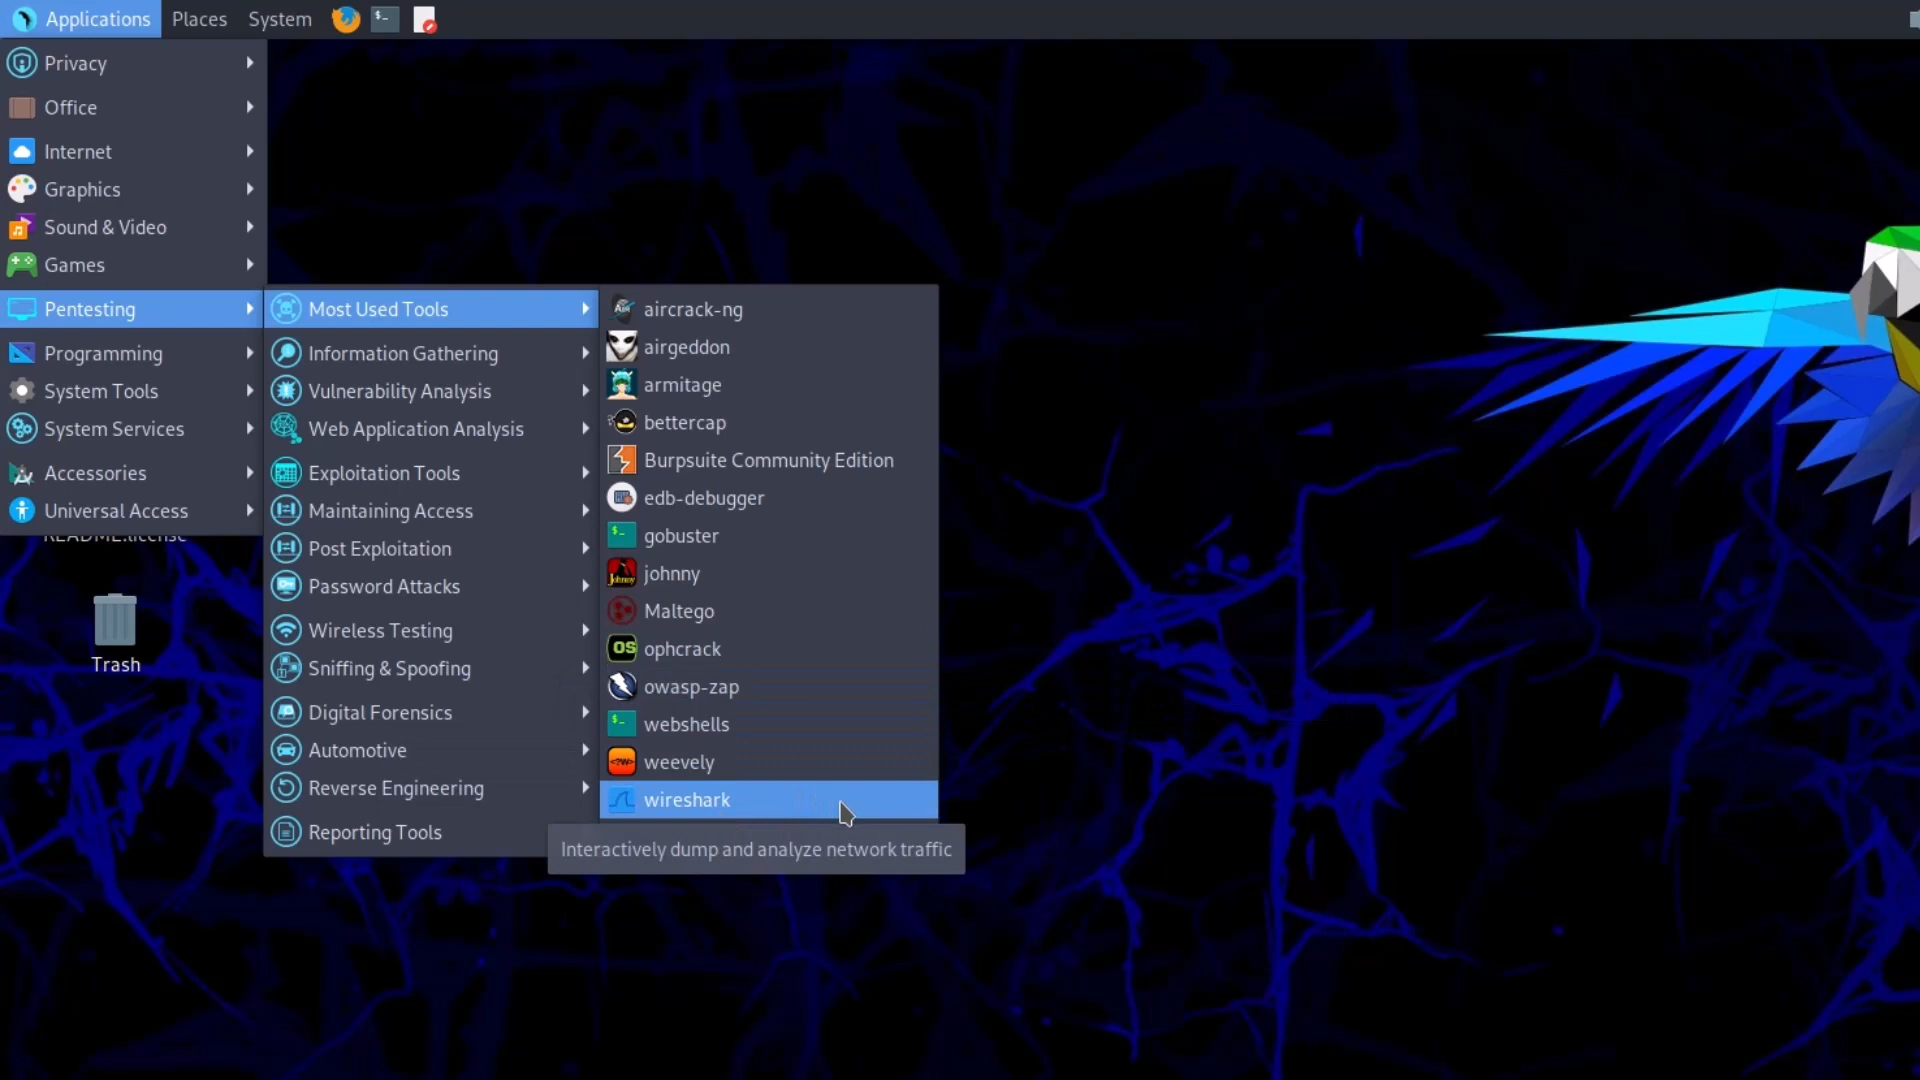 Applications Places System
Privacy
Office
Internet
Graphics
Sound & Video
Games
Pentesting
Programming
System Tools
System Services
Accessories
Universal Access
README.license
Trash
Most Used Tools
Information Gathering
Vulnerability Analysis
Web Application Analysis
Exploitation Tools
Maintaining Access
Post Exploitation
Password Attacks
Wireless Testing
Sniffing & Spoofing
Digital Forensics
Automotive
Reverse Engineering
Reporting Tools
aircrack-ng
airgeddon
armitage
bettercap
Burpsuite Community Edition
edb-debugger
gobuster
johnny
Maltego
ophcrack
owasp-zap
webshells
weevely
wireshark
Interactively dump and analyze network traffic